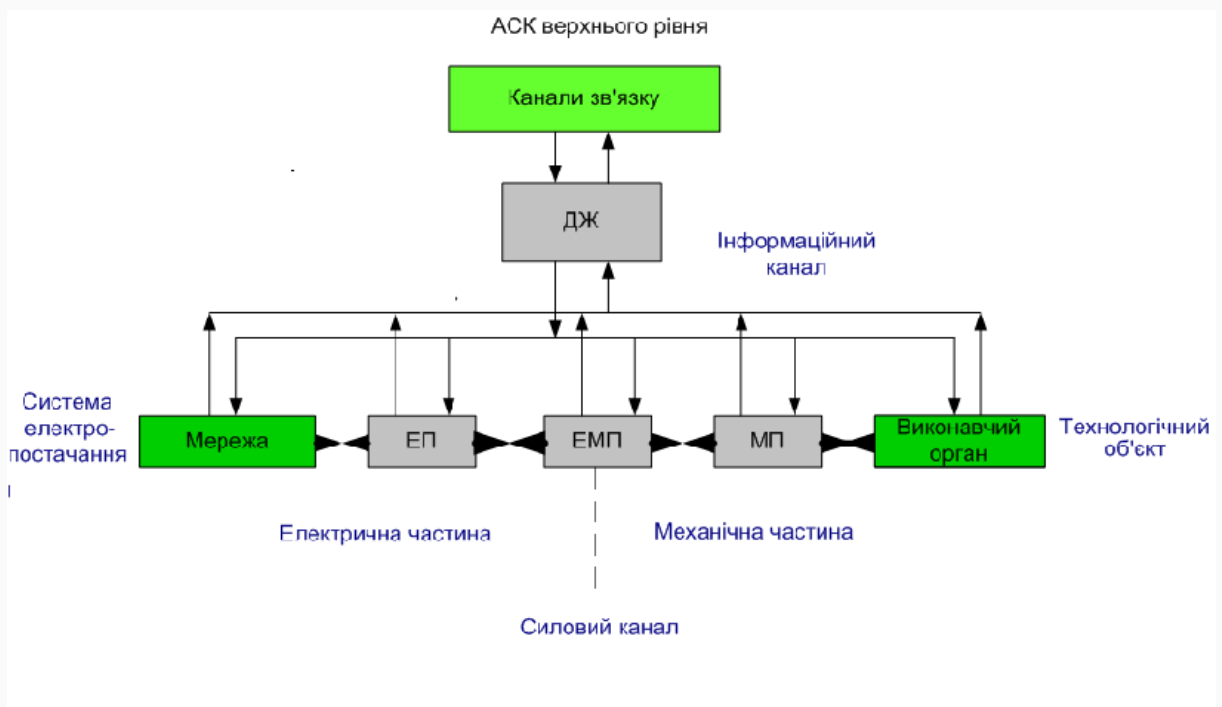 АСК верхнього рівня
Канали зв'язку
ДЖ
Інформаційний
канал
Система
електро-
постачання
Мережа
ЕП
ЕМП
МП
Виконавчий
орган
Технологічний
об'єкт
Електрична частина
Механічна частина
Силовий канал